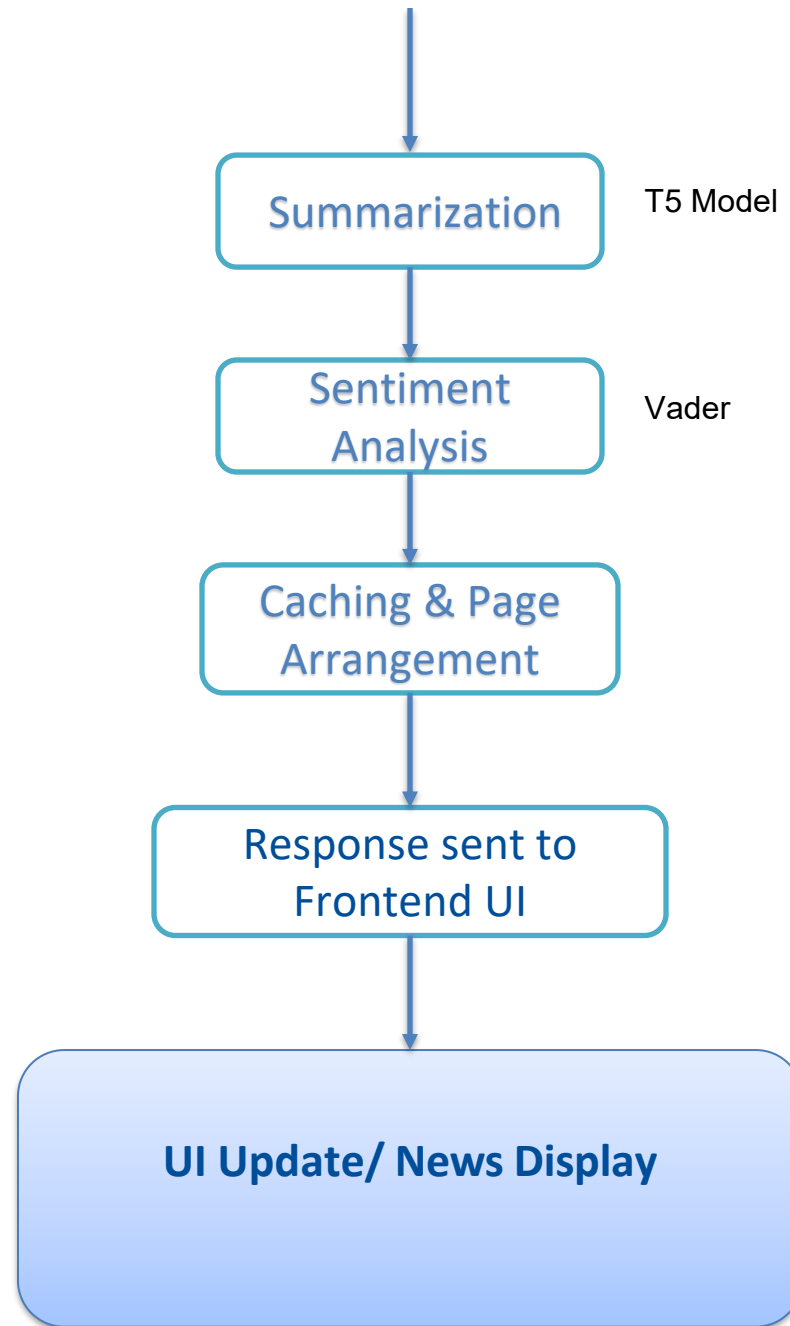 Summarization
T5 Model
Sentiment
Analysis
Vader
Caching & Page
Arrangement
Response sent to
Frontend UI
UI Update/ News Display